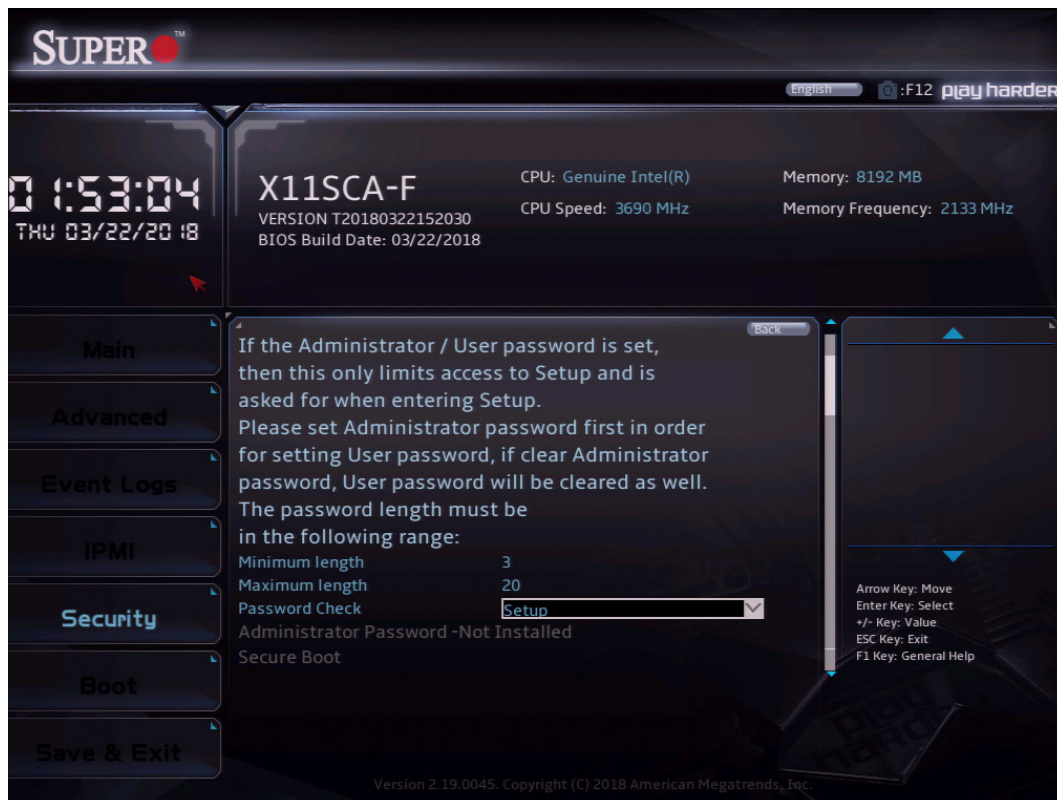 SUPER™
English :F12 play harder
01:53:04
THU 03/22/2018
X11SCA-F
VERSION T20180322152030
BIOS Build Date: 03/22/2018
CPU: Genuine Intel(R)
CPU Speed: 3690 MHz
Memory: 8192 MB
Memory Frequency: 2133 MHz
Main
Advanced
Event Logs
IPMI
Security
Boot
Save & Exit
Back
If the Administrator / User password is set,
then this only limits access to Setup and is
asked for when entering Setup.
Please set Administrator password first in order
for setting User password, if clear Administrator
password, User password will be cleared as well.
The password length must be
in the following range:
Minimum length 3
Maximum length 20
Password Check Setup
Administrator Password -Not Installed
Secure Boot
Arrow Key: Move
Enter Key: Select
+/- Key: Value
ESC Key: Exit
F1 Key: General Help
play
harder
Version 2.19.0045. Copyright (C) 2018 American Megatrends, Inc.